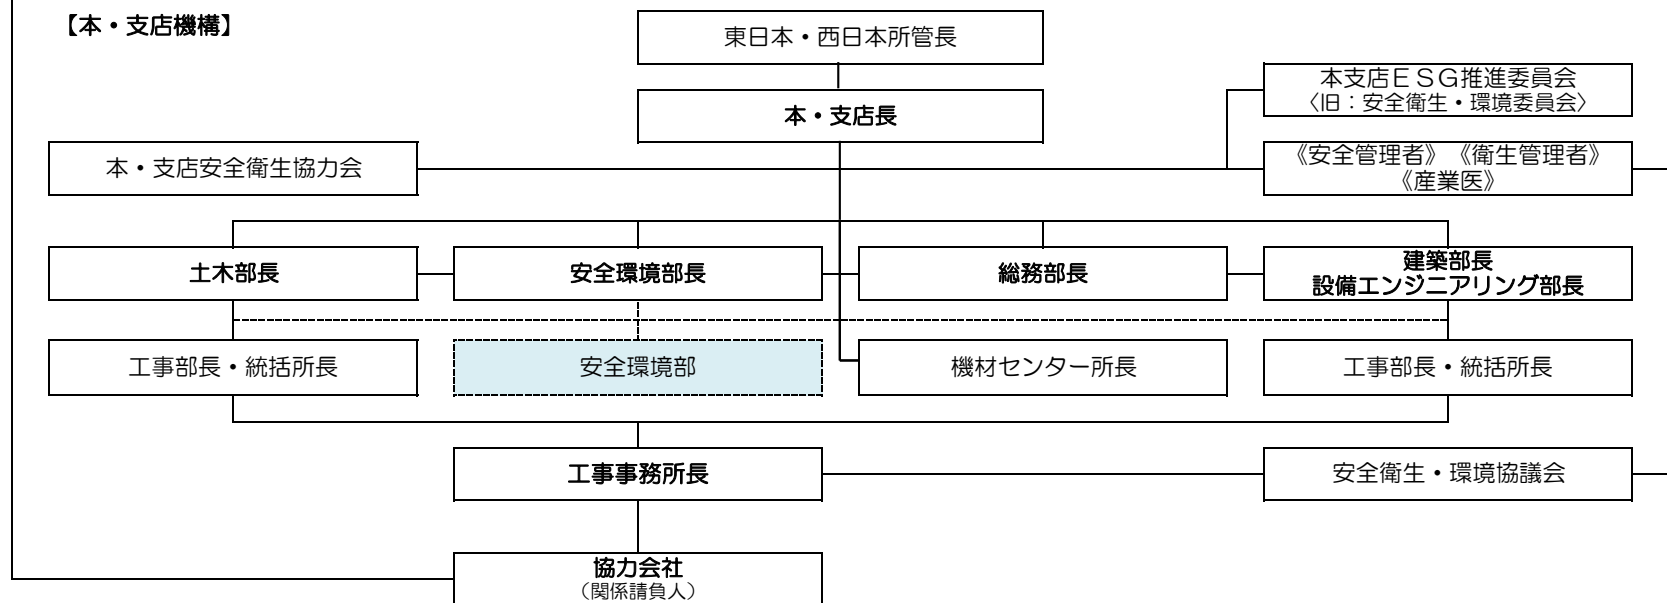 【本・支店機構】
東日本・西日本所管長
本支店ＥＳＧ推進委員会
〈旧：安全衛生・環境委員会〉
本・支店長
本・支店安全衛生協力会
《安全管理者》《衛生管理者》
《産業医》
土木部長
安全環境部長
総務部長
建築部長
設備エンジニアリング部長
工事部長・統括所長
安全環境部
機材センター所長
工事部長・統括所長
工事事務所長
安全衛生・環境協議会
協力会社
（関係請負人）